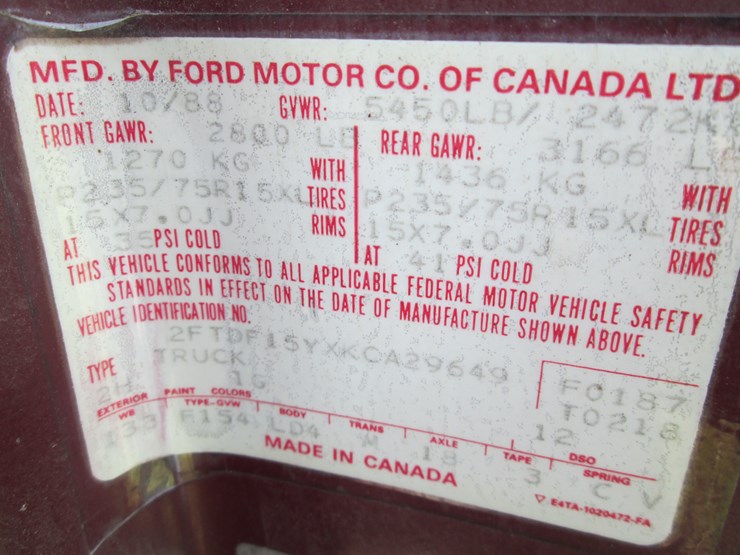 MFD. BY FORD MOTOR CO. OF CANADA LTD
DATE: 10/88 GVWR: 5450LB/ 2472K
FRONT GAWR: 2800 LB REAR GAWR: 3166 L
1270 KG WITH 1436 KG WITH
P235/75R15XL TIRES P235/75R15XL TIRES
15X7.0JJ RIMS 15X7.0JJ RIMS
AT 35 PSI COLD AT 41 PSI COLD
THIS VEHICLE CONFORMS TO ALL APPLICABLE FEDERAL MOTOR VEHICLE SAFETY
STANDARDS IN EFFECT ON THE DATE OF MANUFACTURE SHOWN ABOVE.
VEHICLE IDENTIFICATION NO.
2FTDF15YXKCA29649
TYPE TRUCK F0187
2H 1G T0218
EXTERIOR PAINT COLORS 12 DSO
WB TYPE-GVW BODY TRANS AXLE TAPE SPRING
133 F154 LD4 M 18 3 C V
MADE IN CANADA
E4TA-1020472-FA